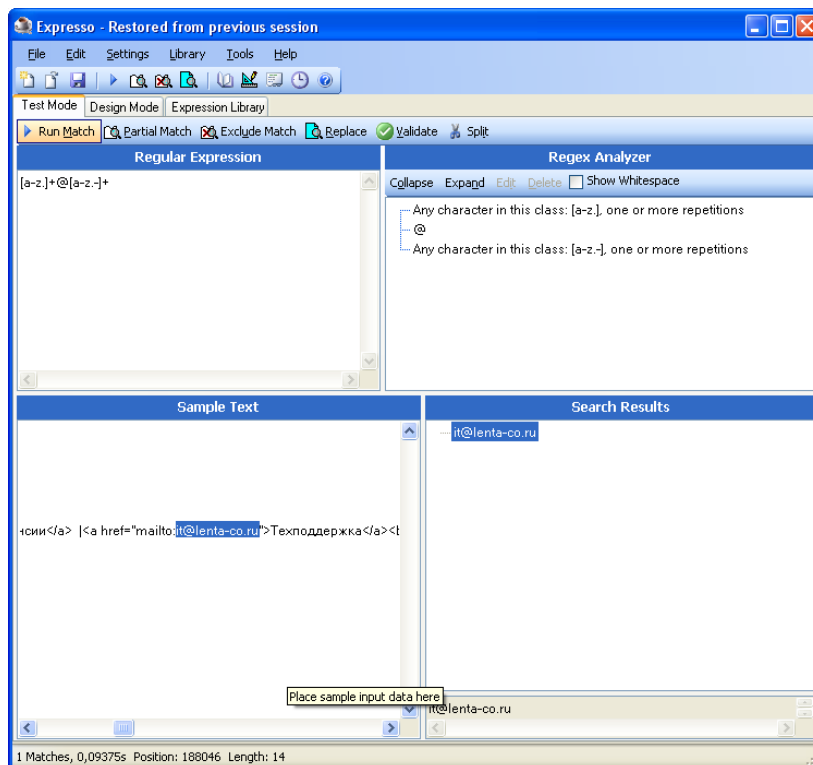 Expresso - Restored from previous session
File Edit Settings Library Tools Help
Test Mode Design Mode Expression Library
Run Match Partial Match Exclude Match Replace Validate Split
Regular Expression
[a-z.]+@[a-z.-]+
Regex Analyzer
Collapse Expand Edit Delete Show Whitespace
Any character in this class: [a-z.], one or more repetitions
@
Any character in this class: [a-z.-], one or more repetitions
Sample Text
нсии</a> |<a href="mailto:it@lenta-co.ru">Техподдержка</a><b
Place sample input data here
Search Results
it@lenta-co.ru
it@lenta-co.ru
1 Matches, 0,09375s Position: 188046 Length: 14